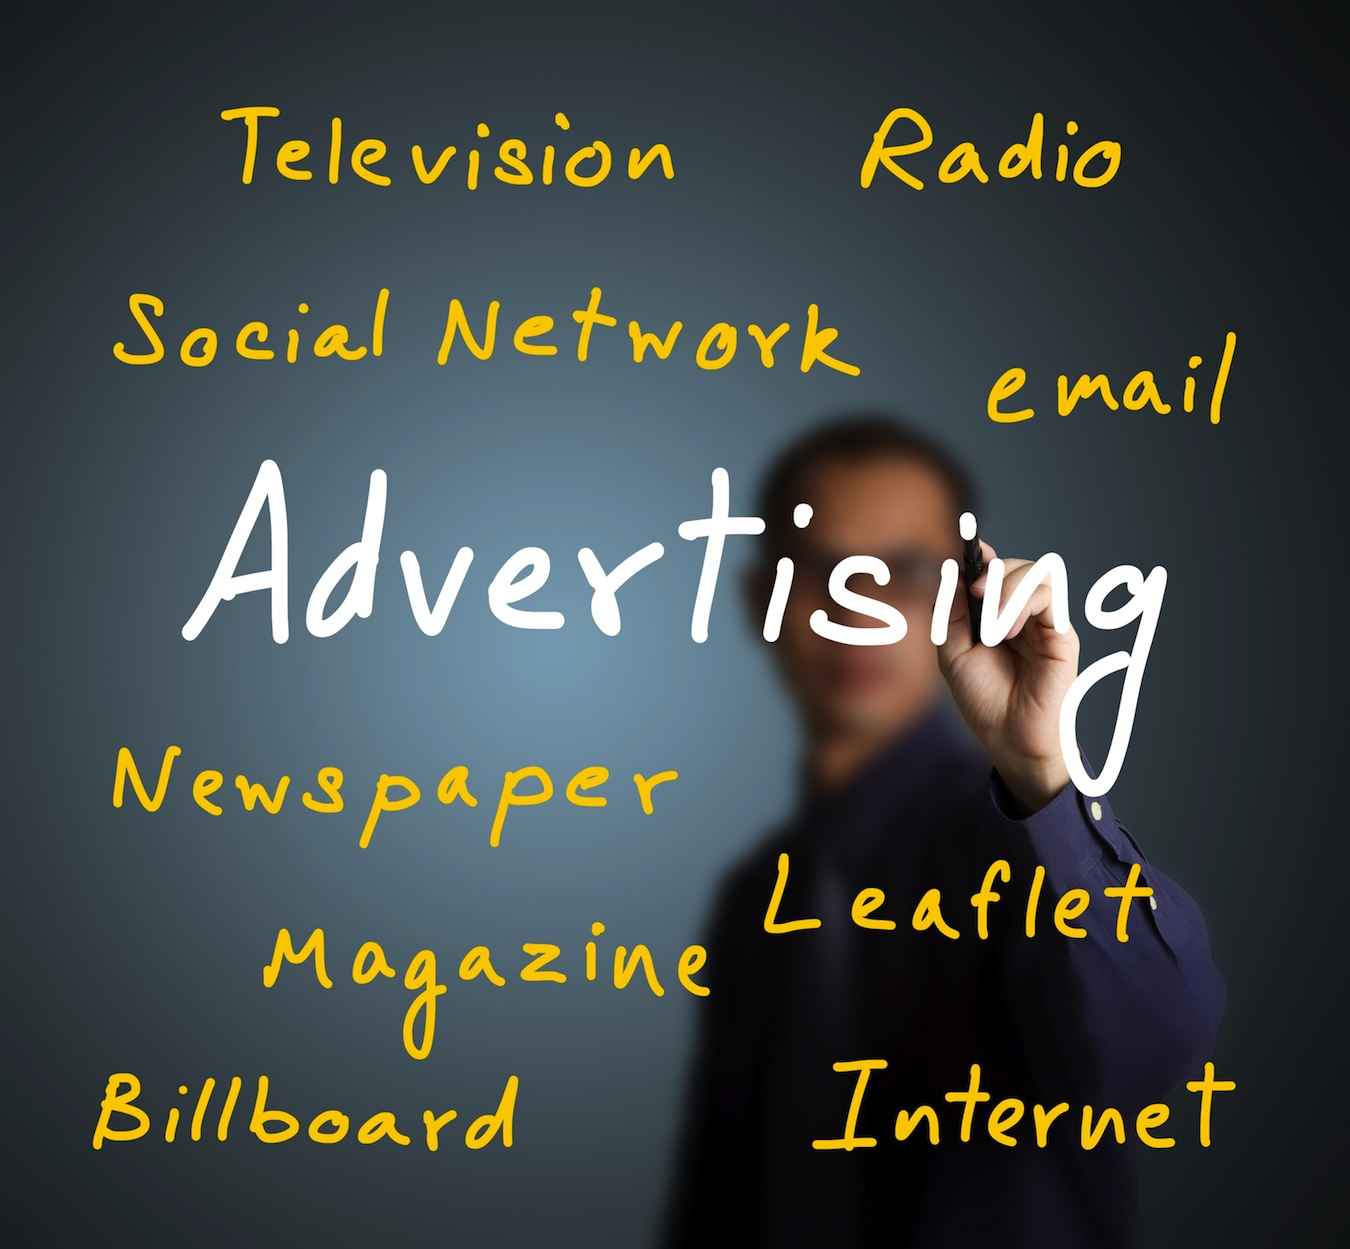 Television Radio
Social Network
email
Advertising
Newspaper
Leaflet
Magazine
Billboard
Internet